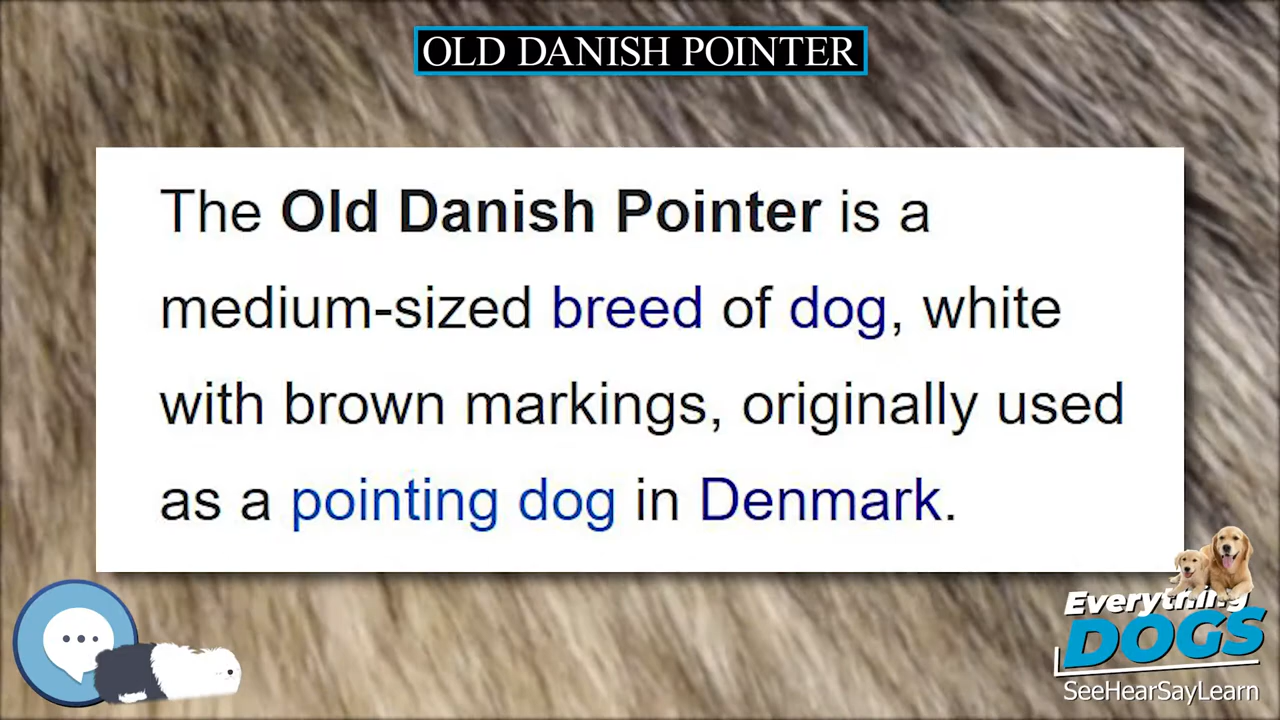 OLD DANISH POINTER
The Old Danish Pointer is a
medium-sized breed of dog, white
with brown markings, originally used
as a pointing dog in Denmark.
Everything
DOGS
SeeHearSayLearn